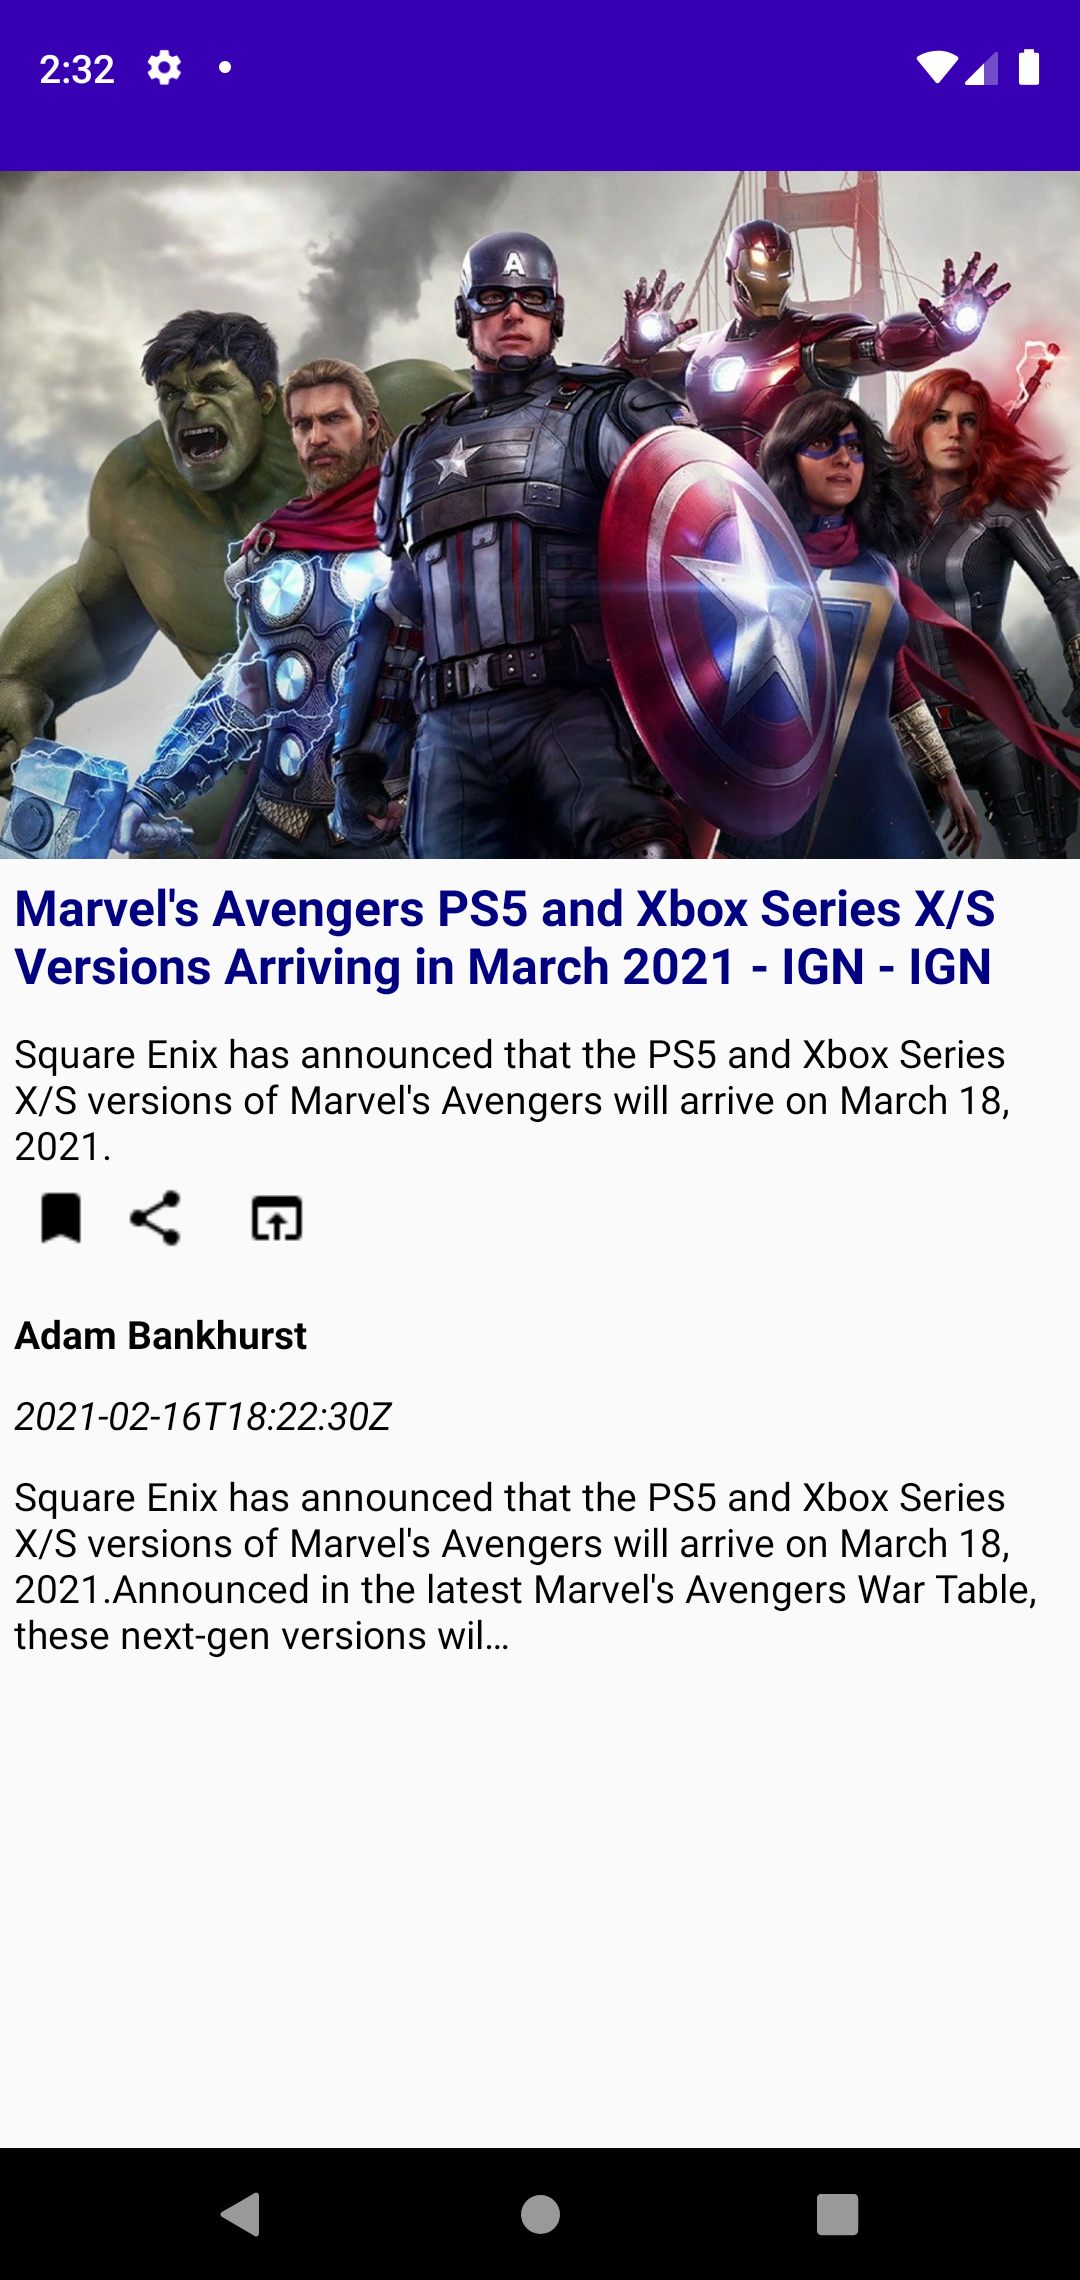 2:32
A
Marvel's Avengers PS5 and Xbox Series X/S
Versions Arriving in March 2021 - IGN - IGN
Square Enix has announced that the PS5 and Xbox Series
X/S versions of Marvel's Avengers will arrive on March 18,
2021.
Adam Bankhurst
2021-02-16T18:22:30Z
Square Enix has announced that the PS5 and Xbox Series
X/S versions of Marvel's Avengers will arrive on March 18,
2021.Announced in the latest Marvel's Avengers War Table,
these next-gen versions wil…